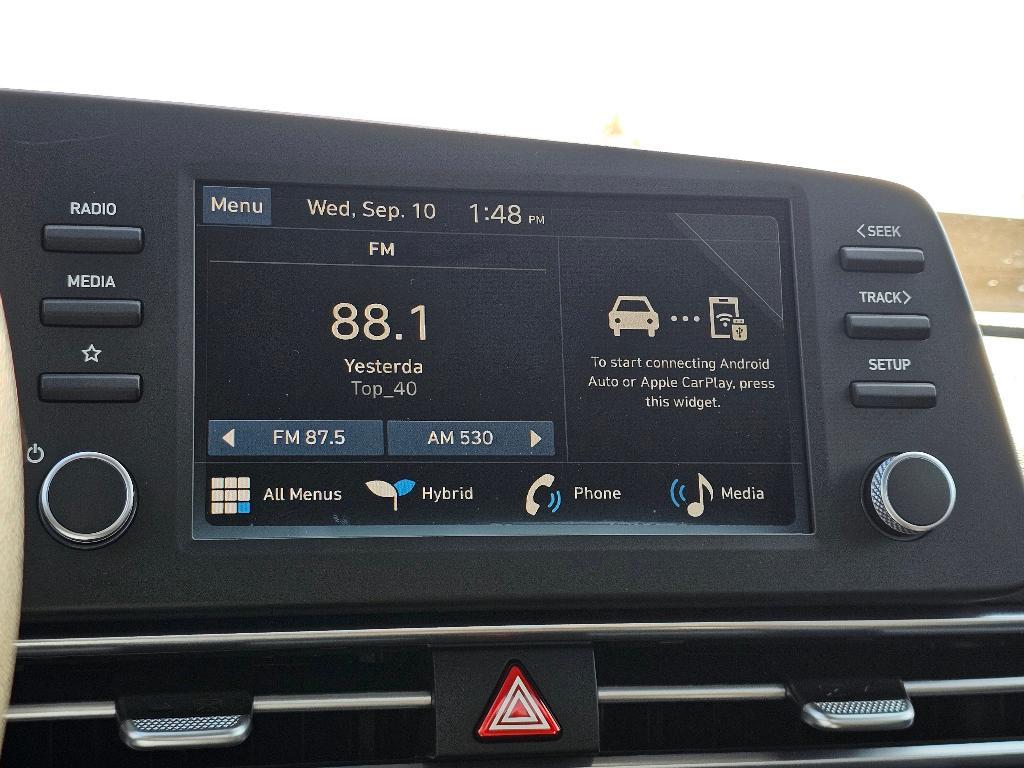 RADIO
MEDIA
Menu
Wed, Sep. 10
1:48 PM
FM
88.1
Yesterda
Top_40
FM 87.5
AM 530
To start connecting Android
Auto or Apple CarPlay, press
this widget.
All Menus
Hybrid
Phone
Media
<SEEK
TRACK>
SETUP